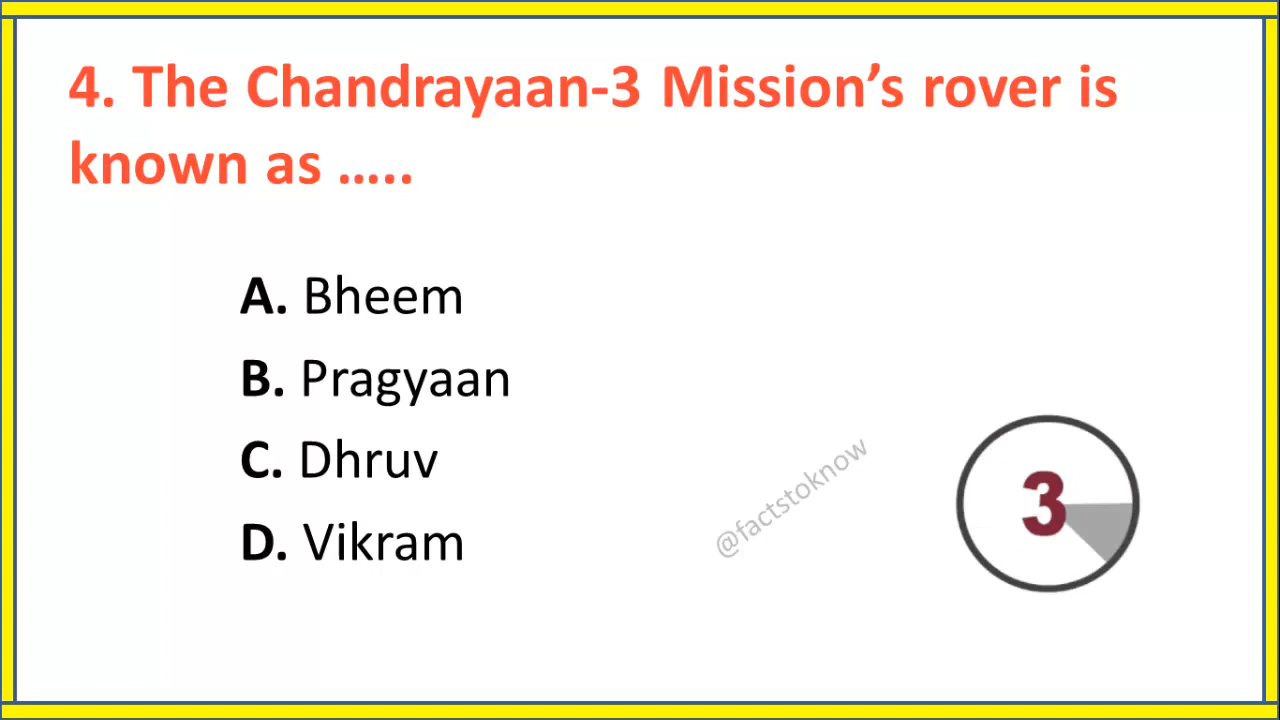 4. The Chandrayaan-3 Mission’s rover is
known as …..
A. Bheem
B. Pragyaan
C. Dhruv
D. Vikram
@factstoknow
3